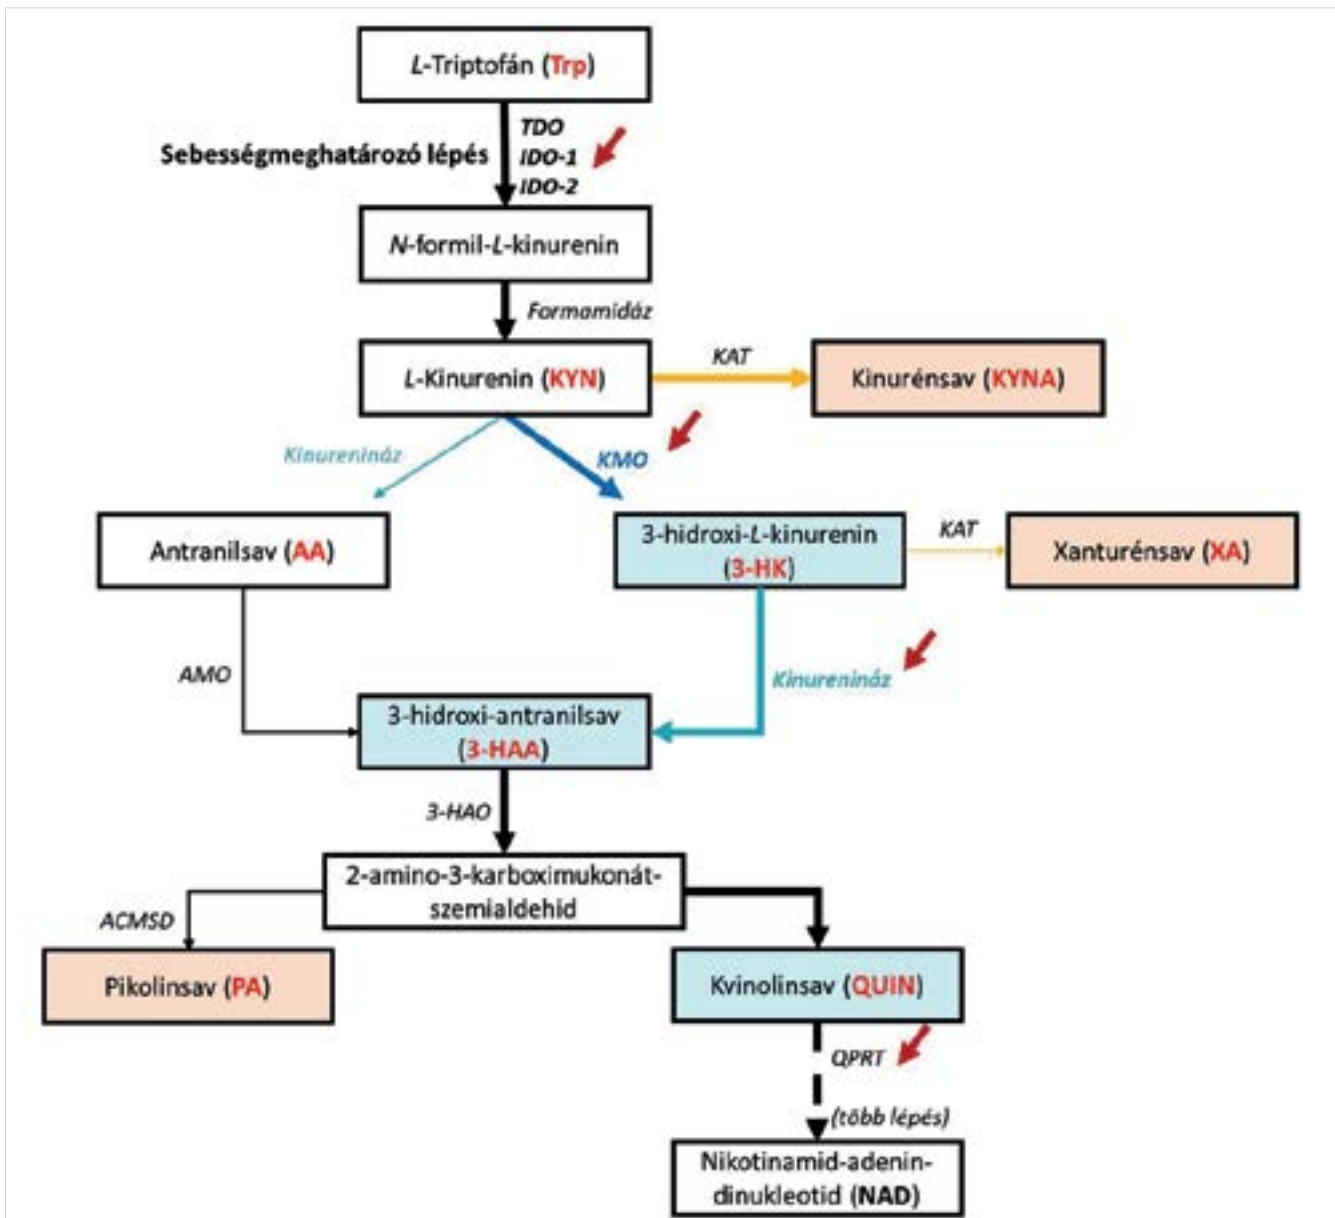 L-Triptofán (Trp)
Sebességmeghatározó lépés
TDO
IDO-1
IDO-2
N-formil-L-kinurenin
Formamidáz
L-Kinurenin (KYN)
KAT
Kinurénsav (KYNA)
Kinurenináz
KMO
Antranilsav (AA)
3-hidroxi-L-kinurenin
(3-HK)
KAT
Xanturénsav (XA)
AMO
Kinurenináz
3-hidroxi-antranilsav
(3-HAA)
3-HAO
2-amino-3-karboximukonát-
szemialdehid
ACMSD
Pikolinsav (PA)
Kvinolinsav (QUIN)
QPRT
(több lépés)
Nikotinamid-adenin-
dinukleotid (NAD)